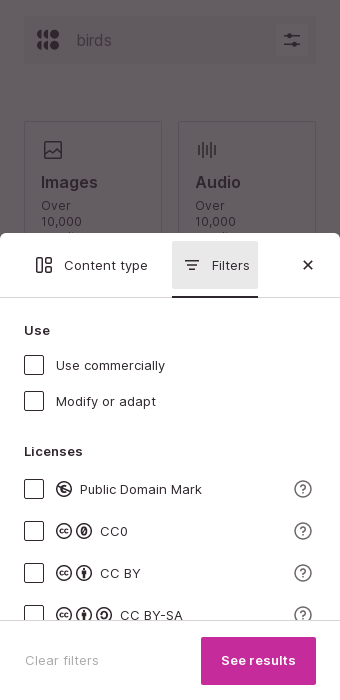 birds
Images
Audio
Over
10,000
Over
10,000
Content type
Filters
Use
Use commercially
Modify or adapt
Licenses
Public Domain Mark
CC0
CC BY
CC BY-SA
Clear filters
See results